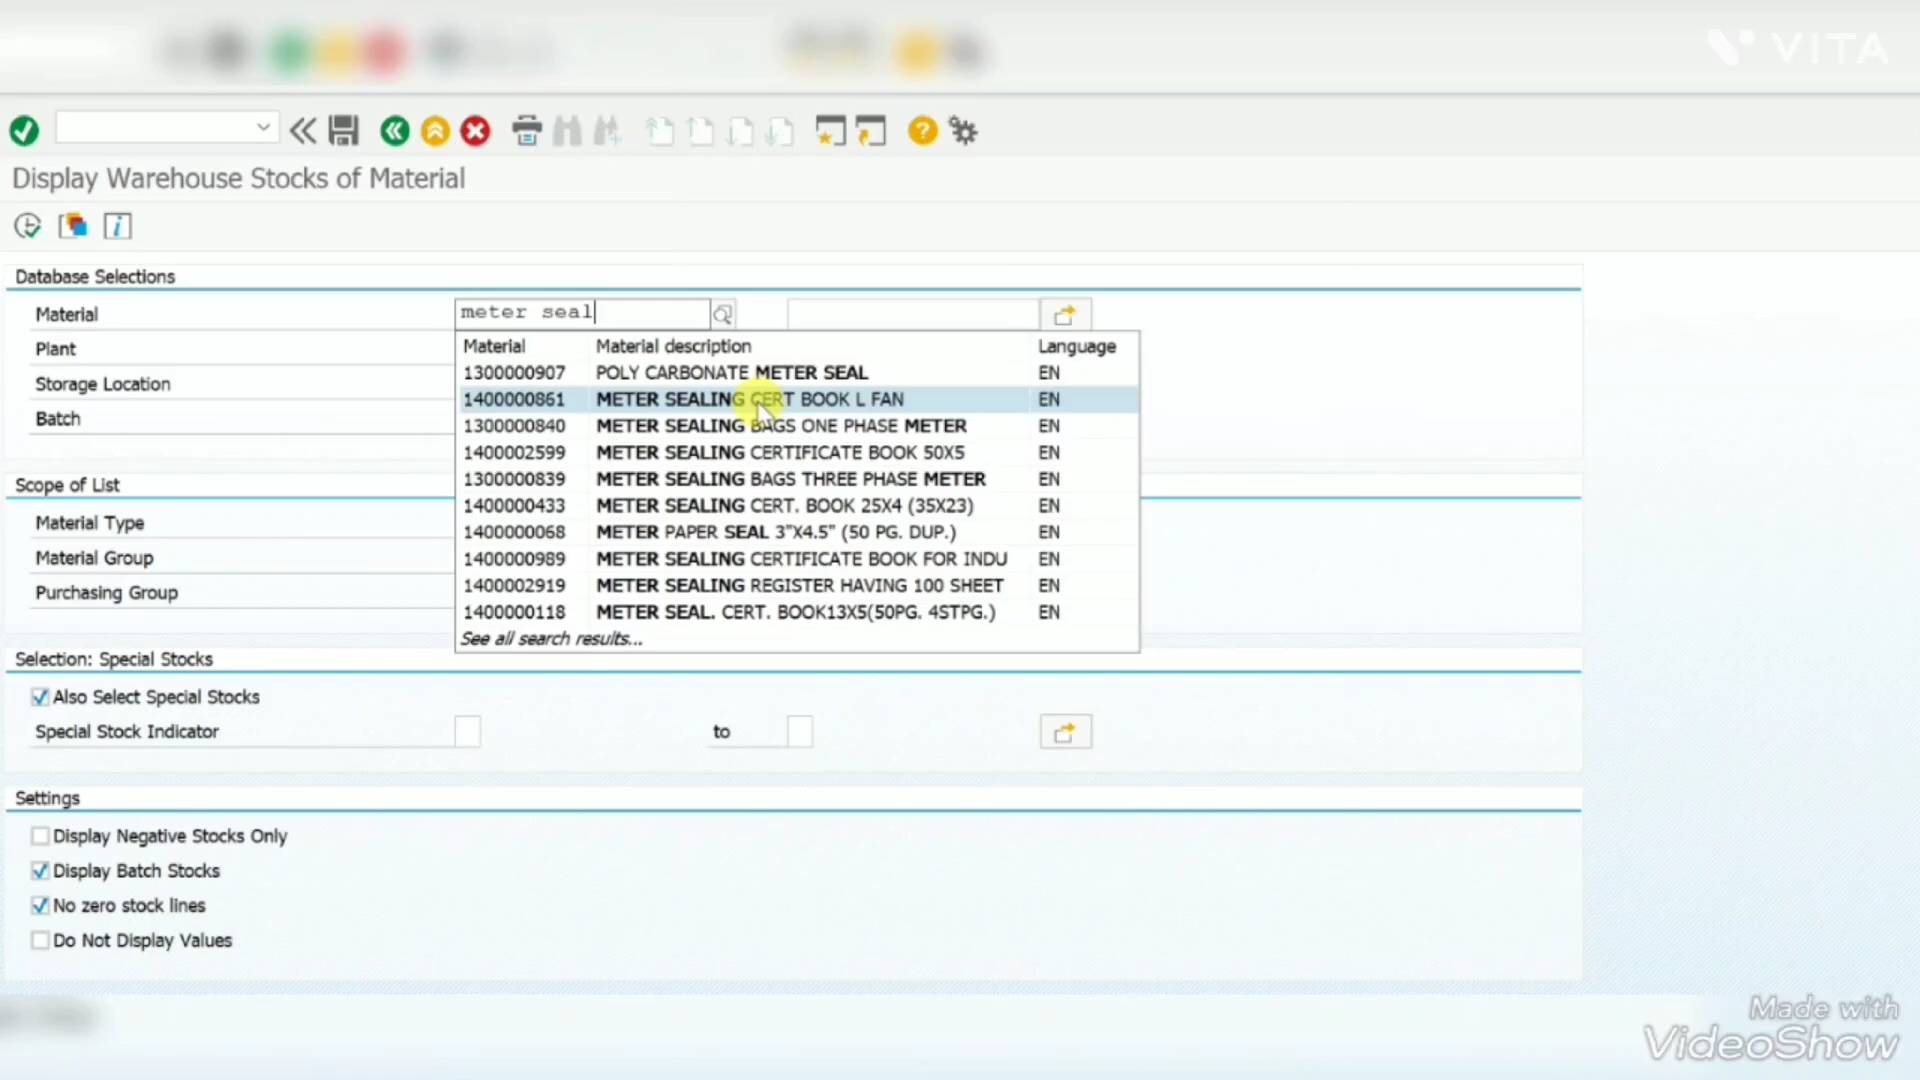 VITA
Display Warehouse Stocks of Material
Database Selections
Material
meter seal
Plant
Storage Location
Batch
Material Material description Language
1300000907 POLY CARBONATE METER SEAL EN
1400000861 METER SEALING CERT BOOK L FAN EN
1300000840 METER SEALING BAGS ONE PHASE METER EN
1400002599 METER SEALING CERTIFICATE BOOK 50X5 EN
1300000839 METER SEALING BAGS THREE PHASE METER EN
1400000433 METER SEALING CERT. BOOK 25X4 (35X23) EN
1400000068 METER PAPER SEAL 3"X4.5" (50 PG. DUP.) EN
1400000989 METER SEALING CERTIFICATE BOOK FOR INDU EN
1400002919 METER SEALING REGISTER HAVING 100 SHEET EN
1400000118 METER SEAL. CERT. BOOK13X5(50PG. 4STPG.) EN
See all search results...
Scope of List
Material Type
Material Group
Purchasing Group
Selection: Special Stocks
Also Select Special Stocks
Special Stock Indicator to
Settings
Display Negative Stocks Only
Display Batch Stocks
No zero stock lines
Do Not Display Values
Made with
VideoShow